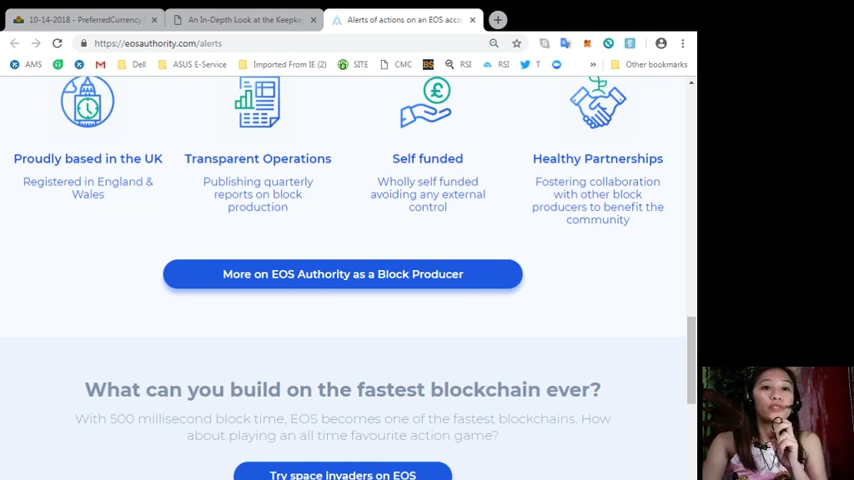 10-14-2018 - PreferredCurrency
An In-Depth Look at the Keepkey
Alerts of actions on an EOS acco
https://eosauthority.com/alerts
AMS
Dell
ASUS E-Service
Imported From IE (2)
SITE
CMC
RSI
RSI
T
»
Other bookmarks
Proudly based in the UK
Registered in England &
Wales
Transparent Operations
Publishing quarterly
reports on block
production
Self funded
Wholly self funded
avoiding any external
control
Healthy Partnerships
Fostering collaboration
with other block
producers to benefit the
community
More on EOS Authority as a Block Producer
What can you build on the fastest blockchain ever?
With 500 millisecond block time, EOS becomes one of the fastest blockchains. How
about playing an all time favourite action game?
Try space invaders on EOS